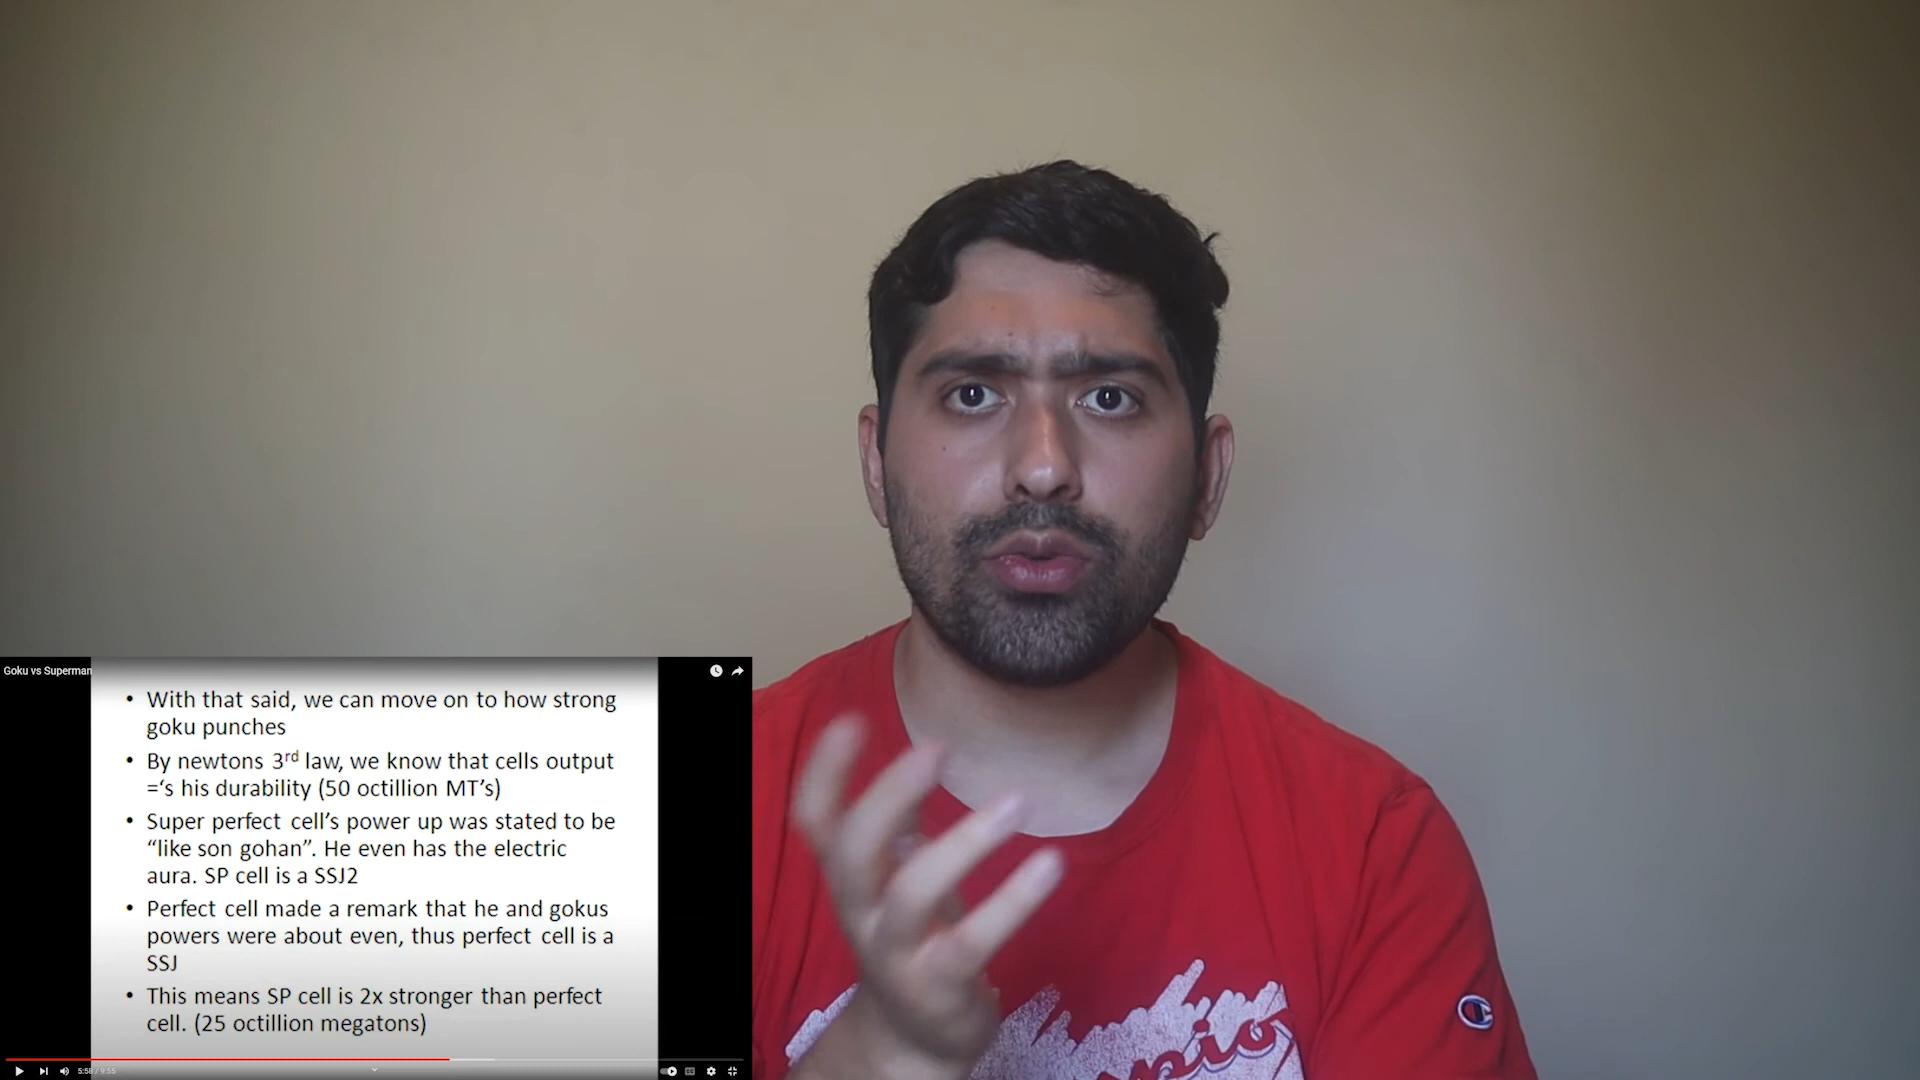 Goku vs Superman
• With that said, we can move on to how strong
goku punches
• By newtons 3rd law, we know that cells output
=‘s his durability (50 octillion MT’s)
• Super perfect cell’s power up was stated to be
“like son gohan”. He even has the electric
aura. SP cell is a SSJ2
• Perfect cell made a remark that he and gokus
powers were about even, thus perfect cell is a
SSJ
• This means SP cell is 2x stronger than perfect
cell. (25 octillion megatons)
5:58 / 9:55